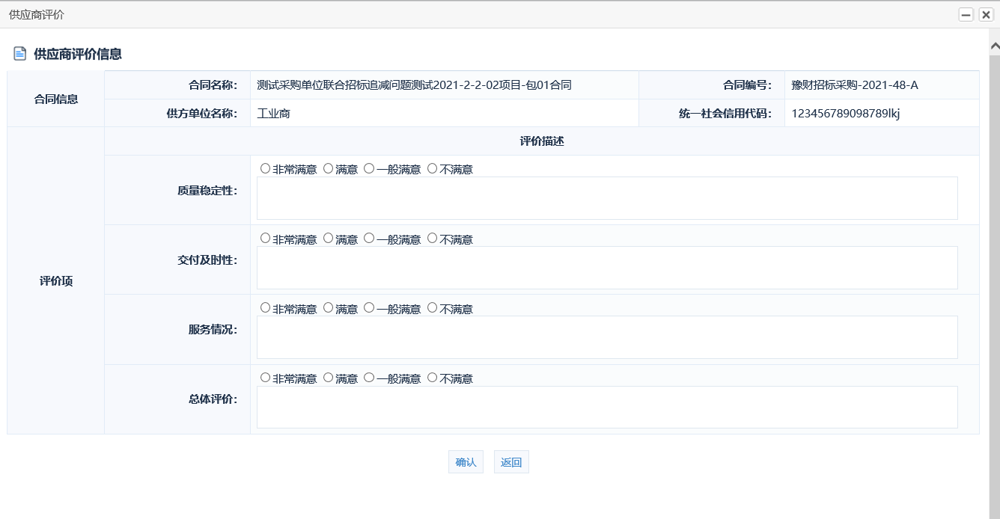 供应商评价
供应商评价信息
合同信息
合同名称：
测试采购单位联合招标追减问题测试2021-2-2-02项目-包01合同
合同编号：
豫财招标采购-2021-48-A
供方单位名称：
工业商
统一社会信用代码：
123456789098789lkj
评价项
评价描述
质量稳定性：
非常满意 满意 一般满意 不满意
交付及时性：
非常满意 满意 一般满意 不满意
服务情况：
非常满意 满意 一般满意 不满意
总体评价：
非常满意 满意 一般满意 不满意
确认 返回